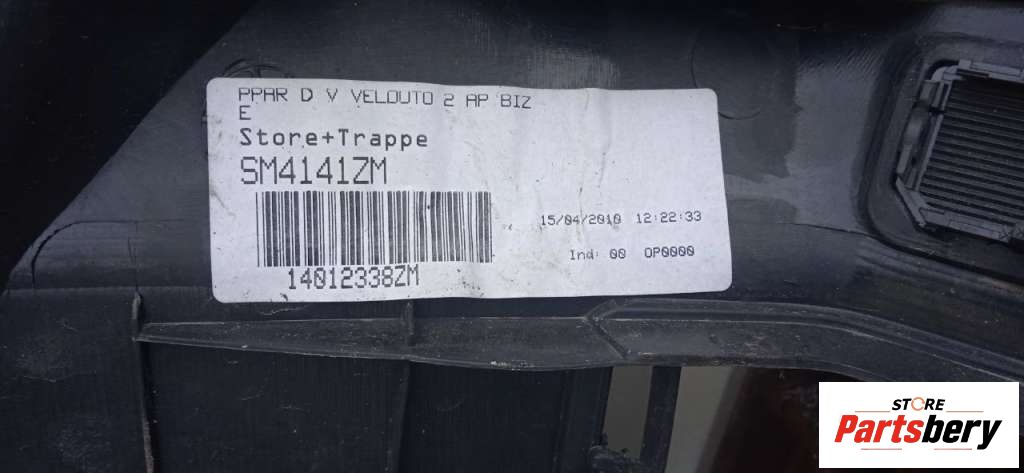 PPAR D V VELOUTO 2 AP BIZ
E
Store+Trappe
SM4141ZM
14012338ZM
15/04/2010 12:22:33
Ind: 00 OP0000
STORE
Partsbery